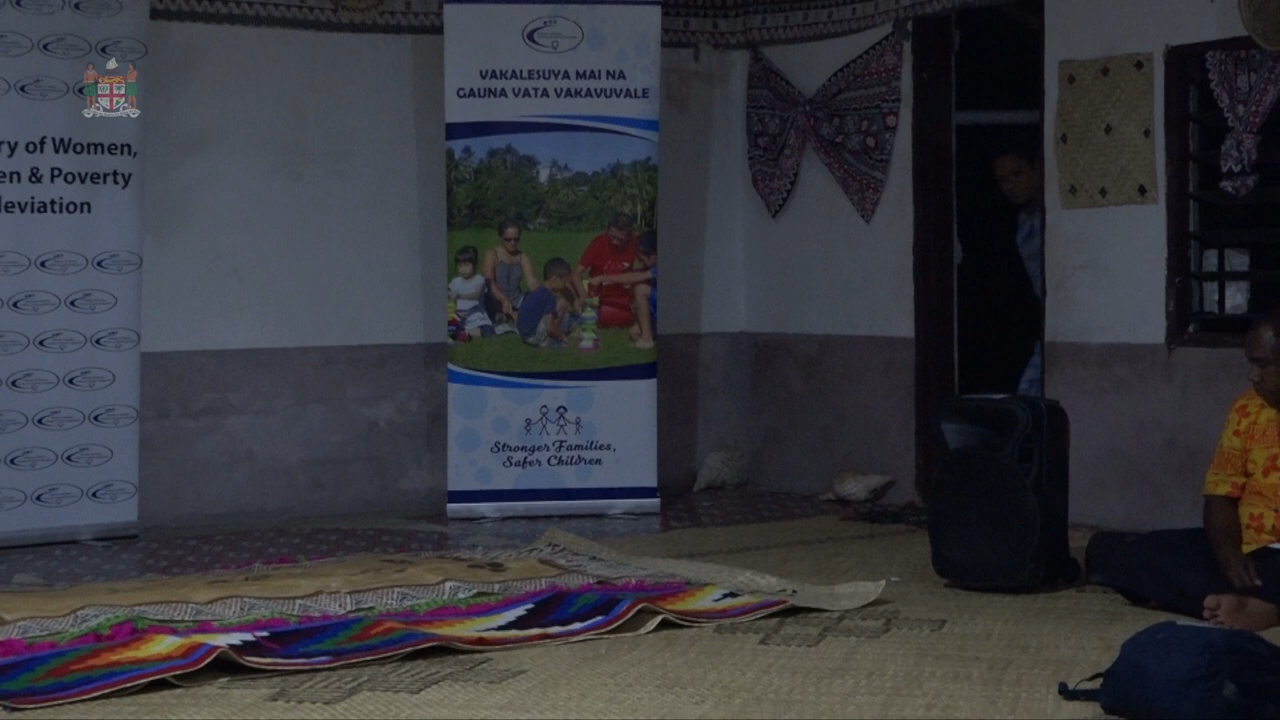 ry of Women,
en & Poverty
leviation
VAKALESUYA MAI NA
GAUNA VATA VAKAVUVALE
Stronger Families,
Safer Children